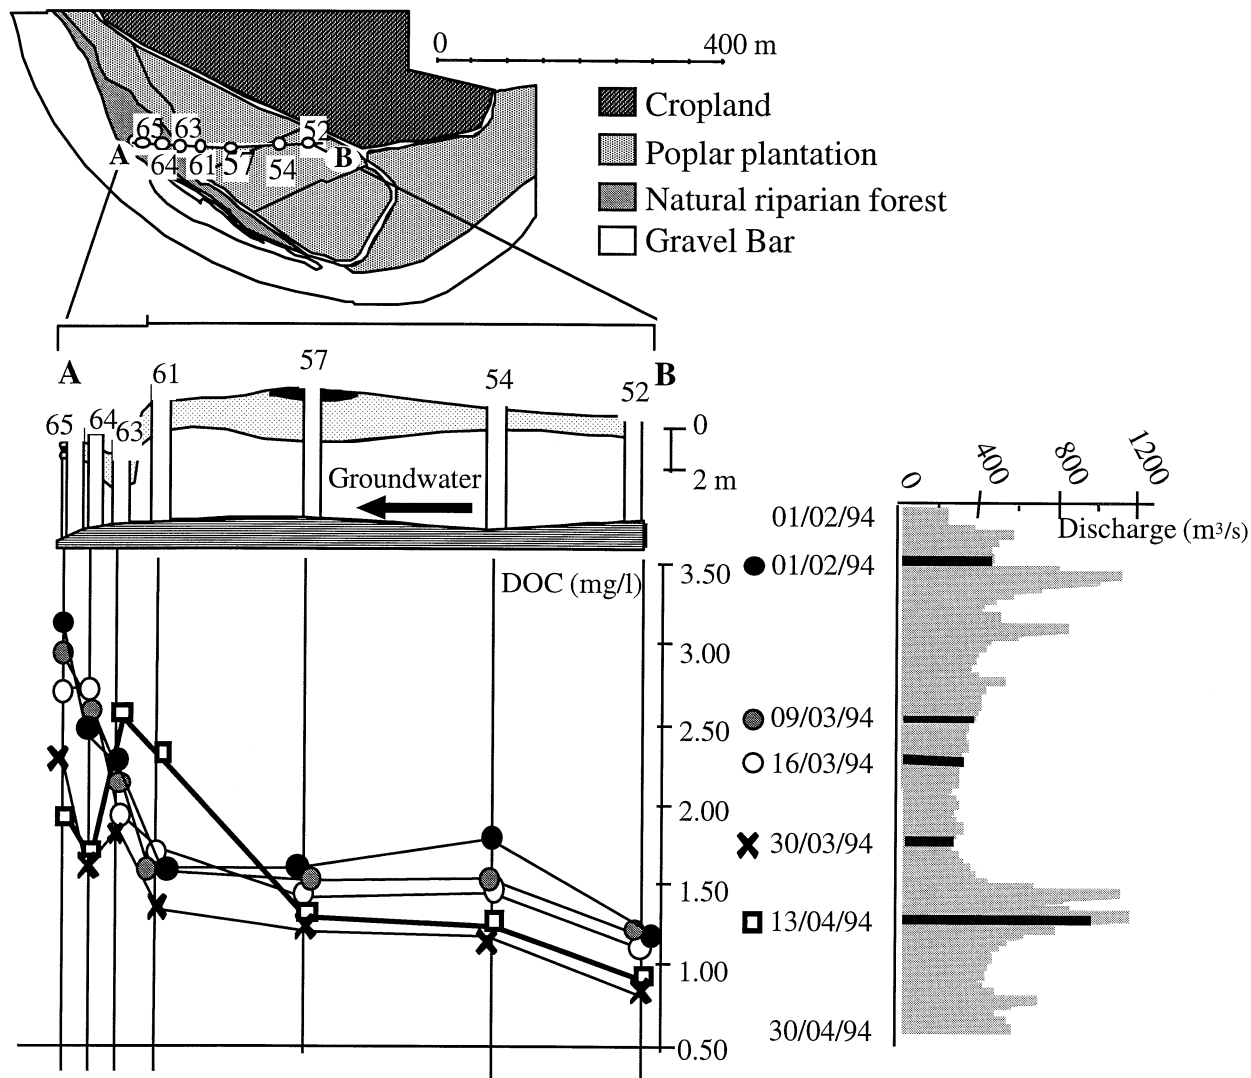 0
400 m
Cropland
Poplar plantation
Natural riparian forest
Gravel Bar
65
63
52
A
64
61
57
54
B
A
B
65
64
63
61
57
54
52
0
2 m
Groundwater
DOC (mg/l)
3.50
3.00
2.50
2.00
1.50
1.00
0.50
0
400
800
1200
Discharge (m³/s)
01/02/94
01/02/94
09/03/94
16/03/94
30/03/94
13/04/94
30/04/94